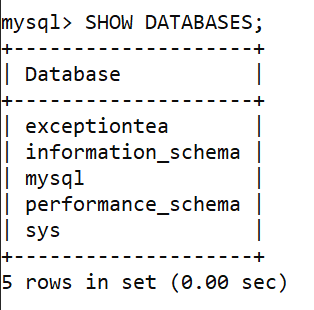 mysql> SHOW DATABASES;
+--------------------+
| Database           |
+--------------------+
| exceptiontea       |
| information_schema |
| mysql              |
| performance_schema |
| sys                |
+--------------------+
5 rows in set (0.00 sec)